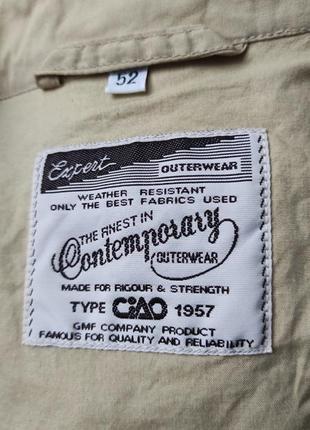 52
Expert OUTERWEAR
WEATHER RESISTANT
ONLY THE BEST FABRICS USED
THE FINEST IN
Contemporary
OUTERWEAR
MADE FOR RIGOUR & STRENGTH
TYPE CIAO 1957
GMF COMPANY PRODUCT
FAMOUS FOR QUALITY AND RELIABILITY